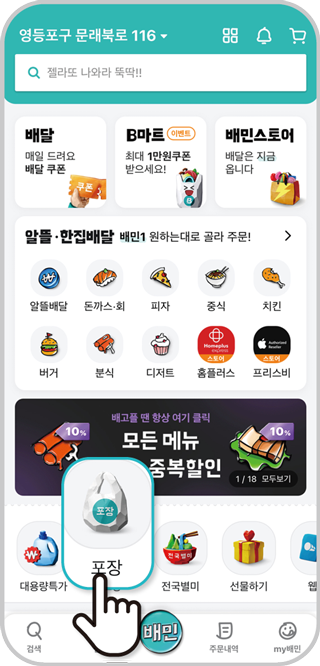 영등포구 문래북로 116
젤라또 나와라 뚝딱!!
배달
매일 드려요
배달 쿠폰
쿠폰
B마트 이벤트
최대 1만원쿠폰
받으세요!
배민스토어
배달은 지금
옵니다
알뜰·한집배달 배민1 원하는대로 골라 주문!
알뜰배달 돈까스·회 피자 중식 치킨
Homeplus
EXPRESS
스토어
Apple
Authorised
Reseller
스토어
버거 분식 디저트 홈플러스 프리스비
배고플 땐 항상 여기 클릭
10%
10%
모든 메뉴
중복할인
1 / 18 모두보기
포장
전국별미
대용량특가 포장 전국별미 선물하기 웹
배민
검색 주문내역 my배민